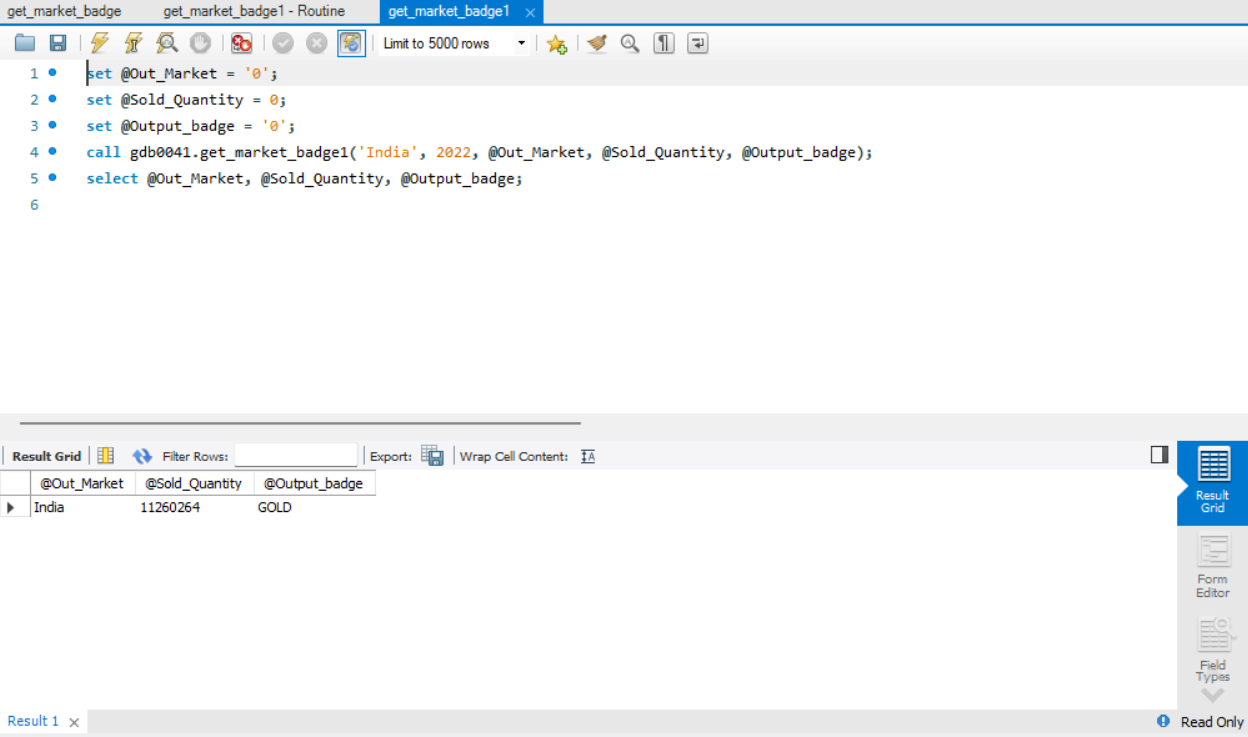 get_market_badge get_market_badge1 - Routine get_market_badge1
Limit to 5000 rows
1 set @Out_Market = '0';
2 set @Sold_Quantity = 0;
3 set @Output_badge = '0';
4 call gdb0041.get_market_badge1('India', 2022, @Out_Market, @Sold_Quantity, @Output_badge);
5 select @Out_Market, @Sold_Quantity, @Output_badge;
6
Result Grid Filter Rows: Export: Wrap Cell Content: IA
@Out_Market @Sold_Quantity @Output_badge
India 11260264 GOLD
Result
Grid
Form
Editor
Field
Types
Result 1 Read Only